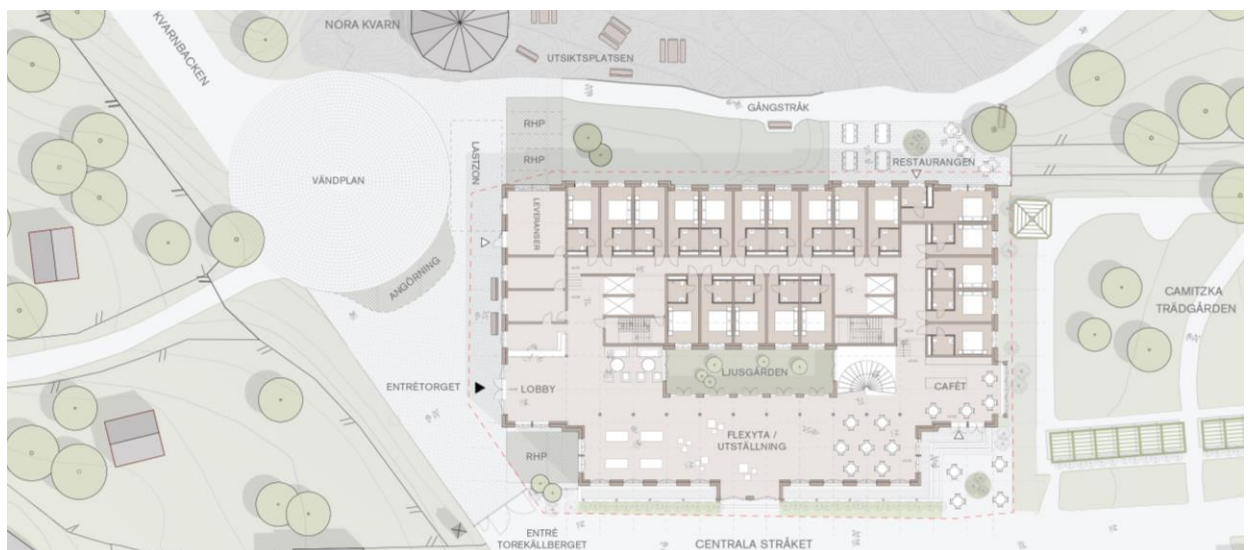 NORA KVARN
KVARNBACKEN
UTSIKTSPLATSEN
GÅNGSTRÅK
RHP
RHP
LASTZON
RESTAURANGEN
VÄNDPLAN
LEVERANSER
ANGÖRNING
CAMITZKA
TRÄDGÅRDEN
LJUSGÅRDEN
ENTRÉTORGET
LOBBY
CAFÉT
FLEXYTA /
UTSTÄLLNING
RHP
ENTRÉ
TOREKÄLLBERGET
CENTRALA STRÅKET